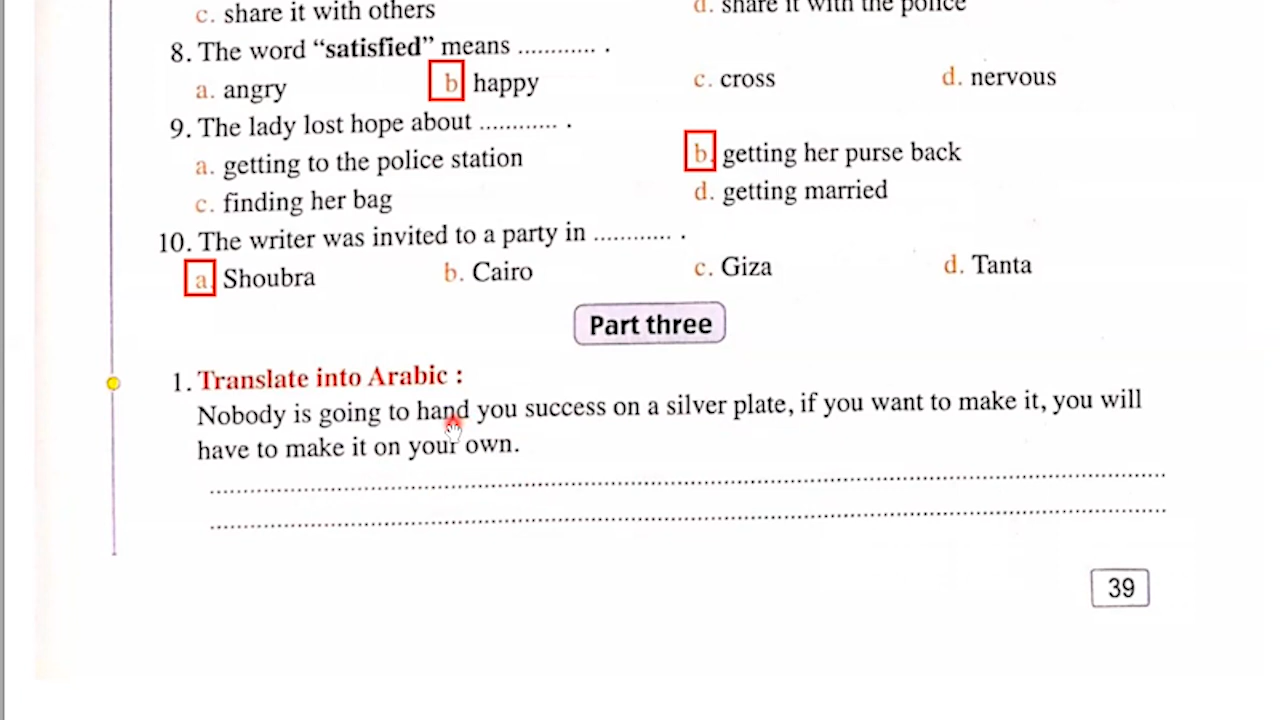 c. share it with others d. share it with the police
8. The word “satisfied” means ............ .
a. angry b happy c. cross d. nervous
9. The lady lost hope about ............ .
a. getting to the police station b. getting her purse back
c. finding her bag d. getting married
10. The writer was invited to a party in ............ .
a. Shoubra b. Cairo c. Giza d. Tanta
Part three
1. Translate into Arabic :
Nobody is going to hand you success on a silver plate, if you want to make it, you will
have to make it on your own.
39